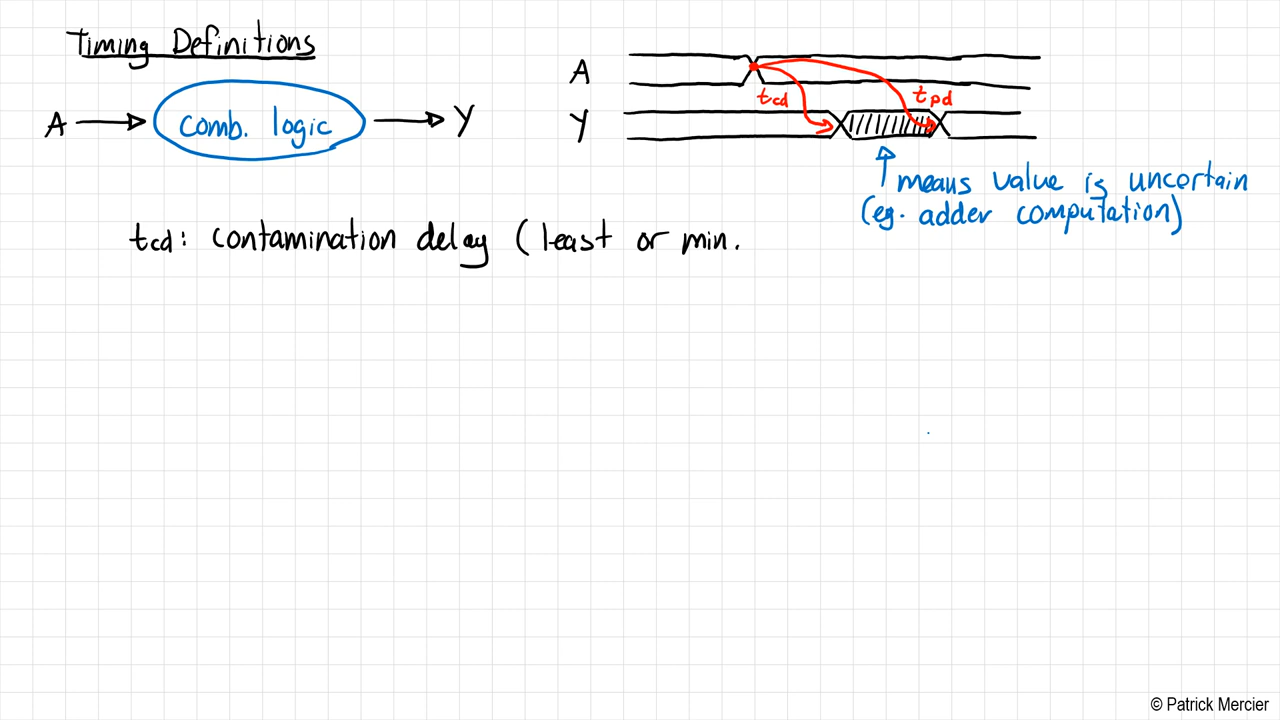 Timing Definitions
A
comb. logic
Y
A
Y
tcd
tpd
means value is uncertain
(eg. adder computation)
tcd: contamination delay (least or min.
© Patrick Mercier